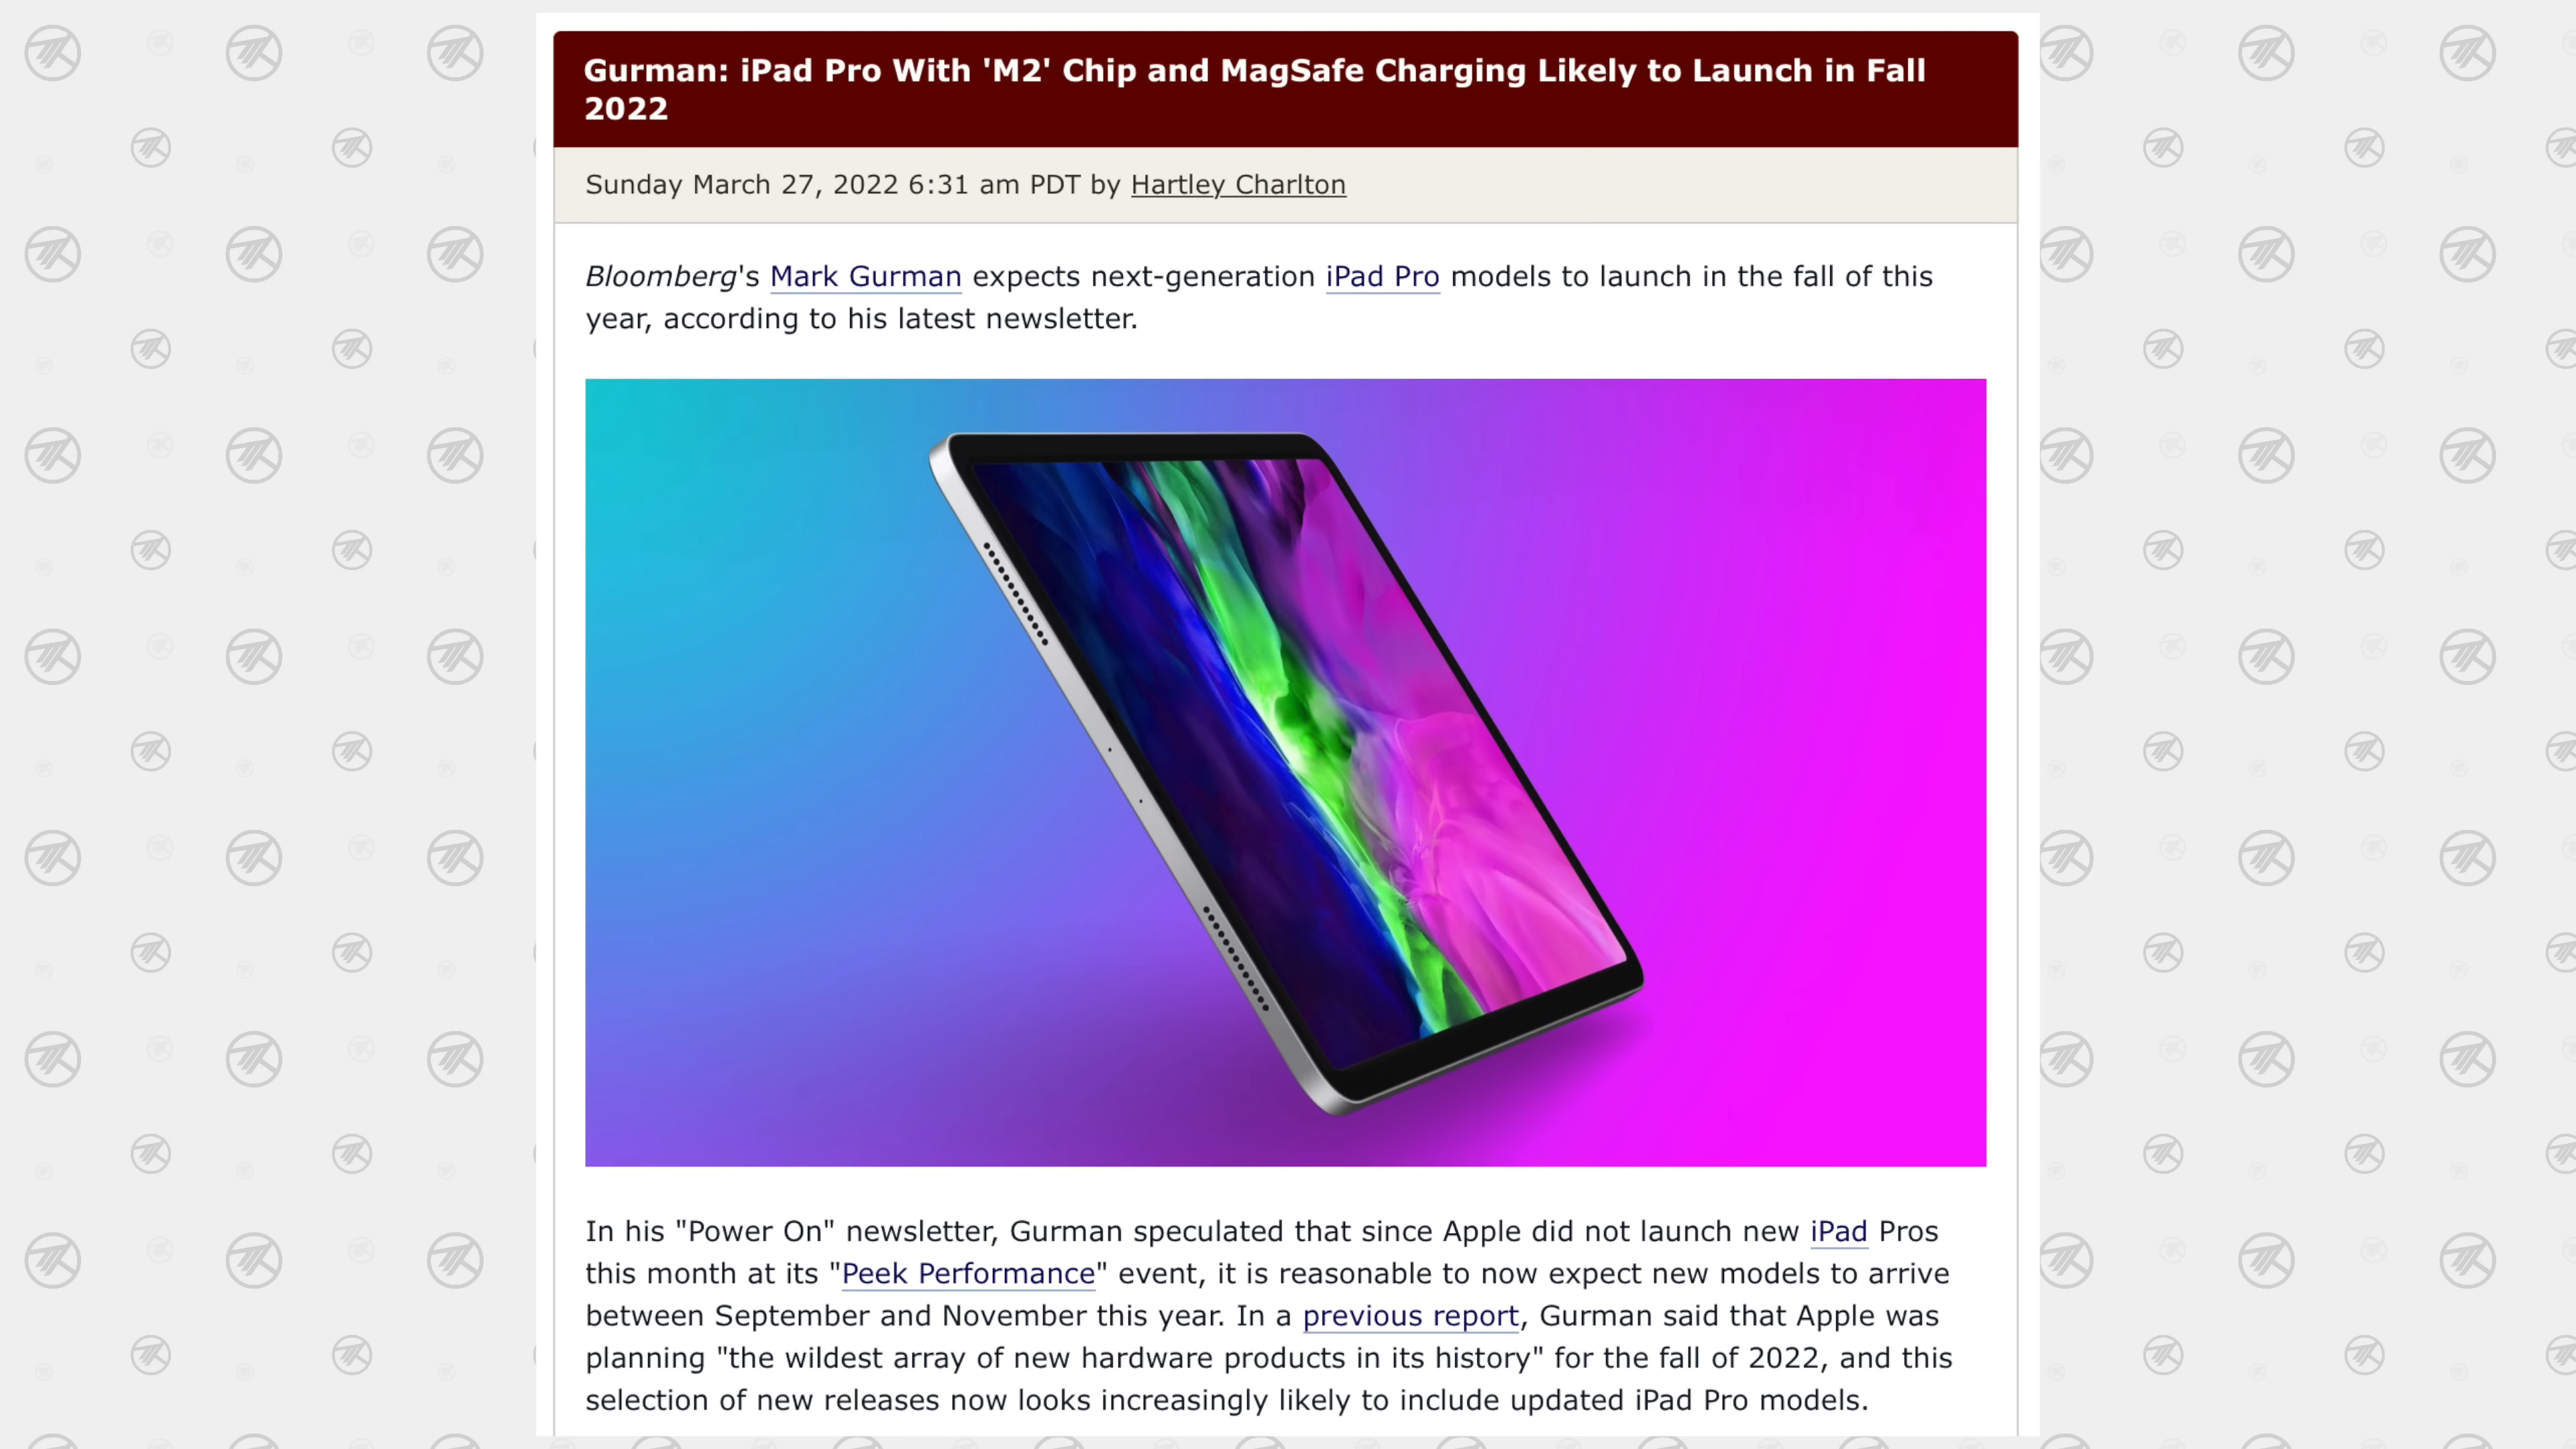 Gurman: iPad Pro With 'M2' Chip and MagSafe Charging Likely to Launch in Fall
2022
Sunday March 27, 2022 6:31 am PDT by Hartley Charlton
Bloomberg's Mark Gurman expects next-generation iPad Pro models to launch in the fall of this
year, according to his latest newsletter.
In his "Power On" newsletter, Gurman speculated that since Apple did not launch new iPad Pros
this month at its "Peek Performance" event, it is reasonable to now expect new models to arrive
between September and November this year. In a previous report, Gurman said that Apple was
planning "the wildest array of new hardware products in its history" for the fall of 2022, and this
selection of new releases now looks increasingly likely to include updated iPad Pro models.